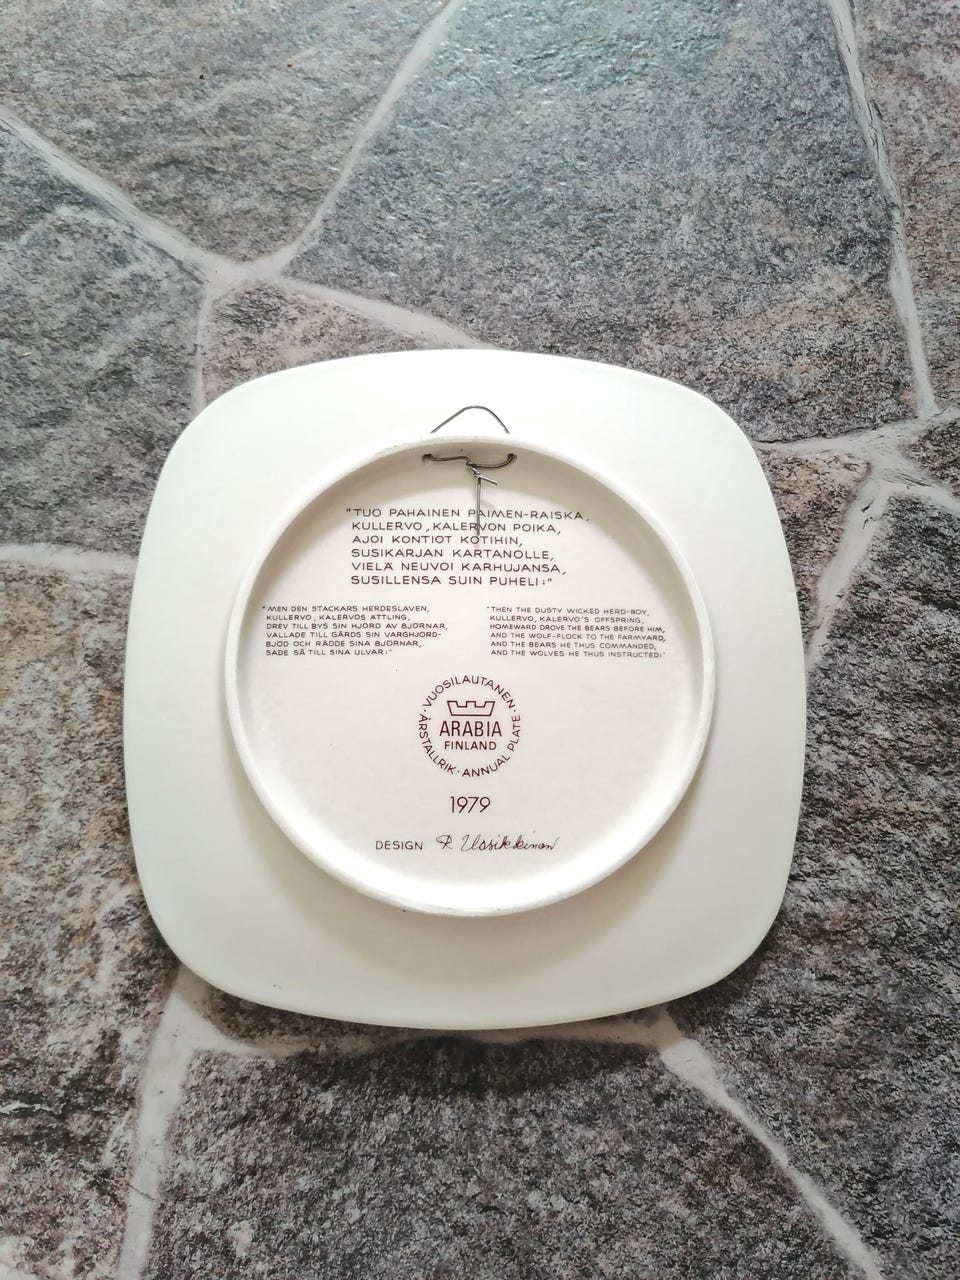 "TUO PAHAINEN PAIMEN-RAISKA,
KULLERVO, KALERVON POIKA,
AJOI KONTIOT KOTIHIN,
SUSIKARJAN KARTANOLLE,
VIELÄ NEUVOI KARHUJANSA,
SUSILLENSA SUIN PUHELI:"
"MEN DEN STACKARS HERDESLAVEN,
KULLERVO, KALERVOS ÄTTLING,
DREV TILL BYS SIN HJORD AV BJÖRNAR,
VALLADE TILL GÅRDS SIN VARGHJORD-
BJÖD OCH RÅDDE SINA BJÖRNAR,
SADE SÅ TILL SINA ULVAR:"
"THEN THE DUSTY WICKED HERD-BOY,
KULLERVO, KALERVO'S OFFSPRING,
HOMEWARD DROVE THE BEARS BEFORE HIM,
AND THE WOLF-FLOCK TO THE FARMYARD,
AND THE BEARS HE THUS COMMANDED,
AND THE WOLVES HE THUS INSTRUCTED:"
VUOSILAUTANEN·
ARABIA
FINLAND
·ÅRSTALLRIK·ANNUAL PLATE
1979
DESIGN R Uosikkinen